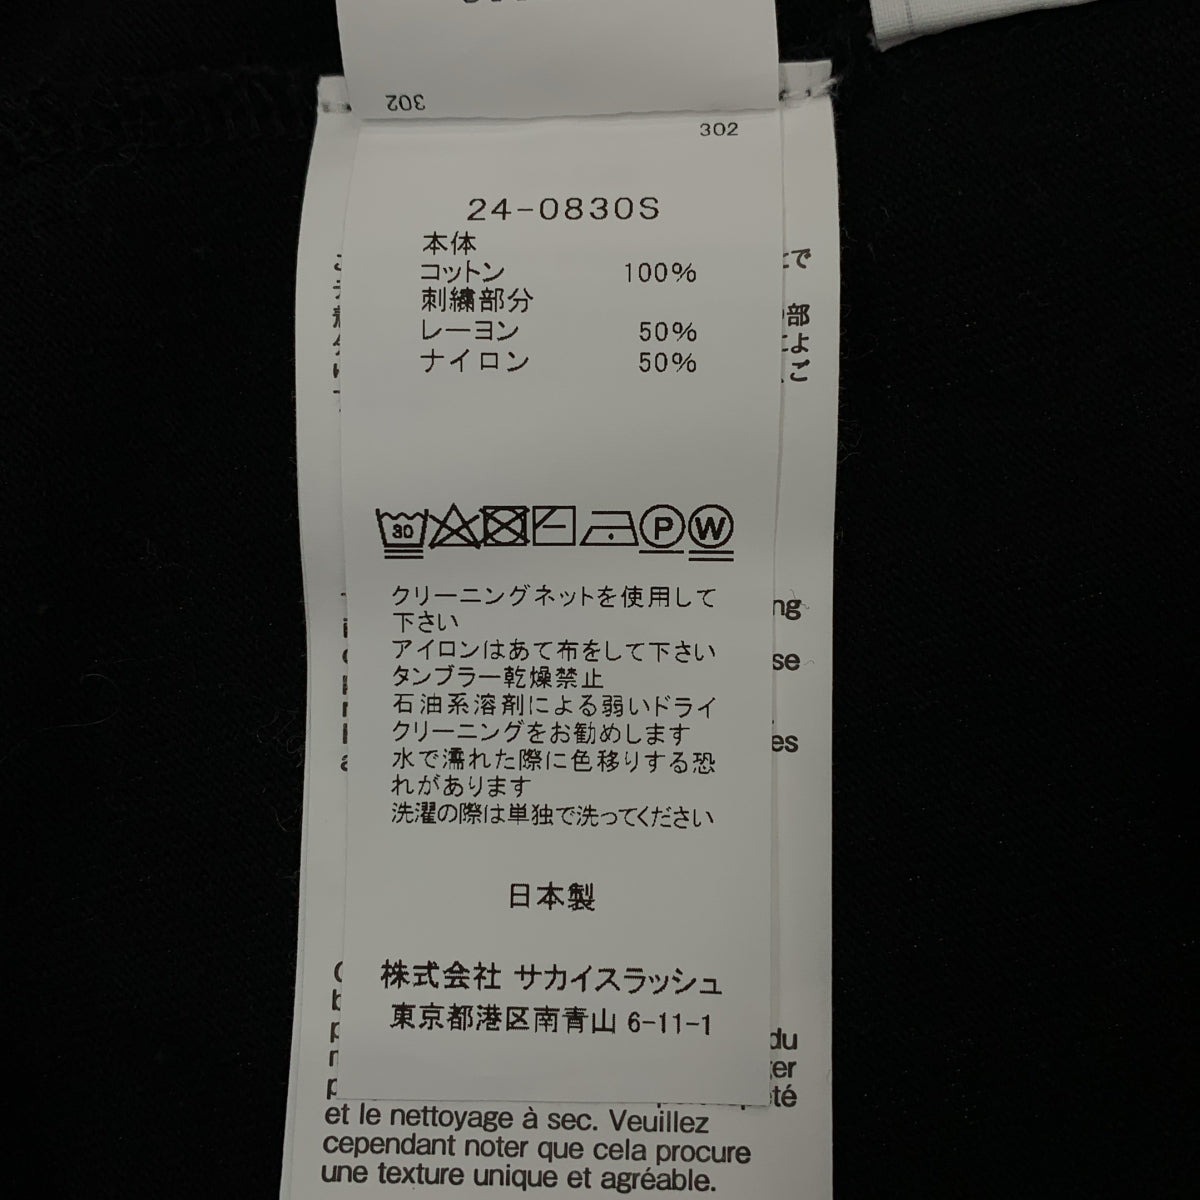 302
302
24-0830S
本体
コットン 100%
刺繍部分
レーヨン 50%
ナイロン 50%
30
P
W
クリーニングネットを使用して
下さい
アイロンはあて布をして下さい
タンブラー乾燥禁止
石油系溶剤による弱いドライ
クリーニングをお勧めします
水で濡れた際に色移りする恐
れがあります
洗濯の際は単独で洗ってください
日本製
株式会社 サカイスラッシュ
東京都港区南青山 6-11-1
et le nettoyage à sec. Veuillez
cependant noter que cela procure
une texture unique et agréable.